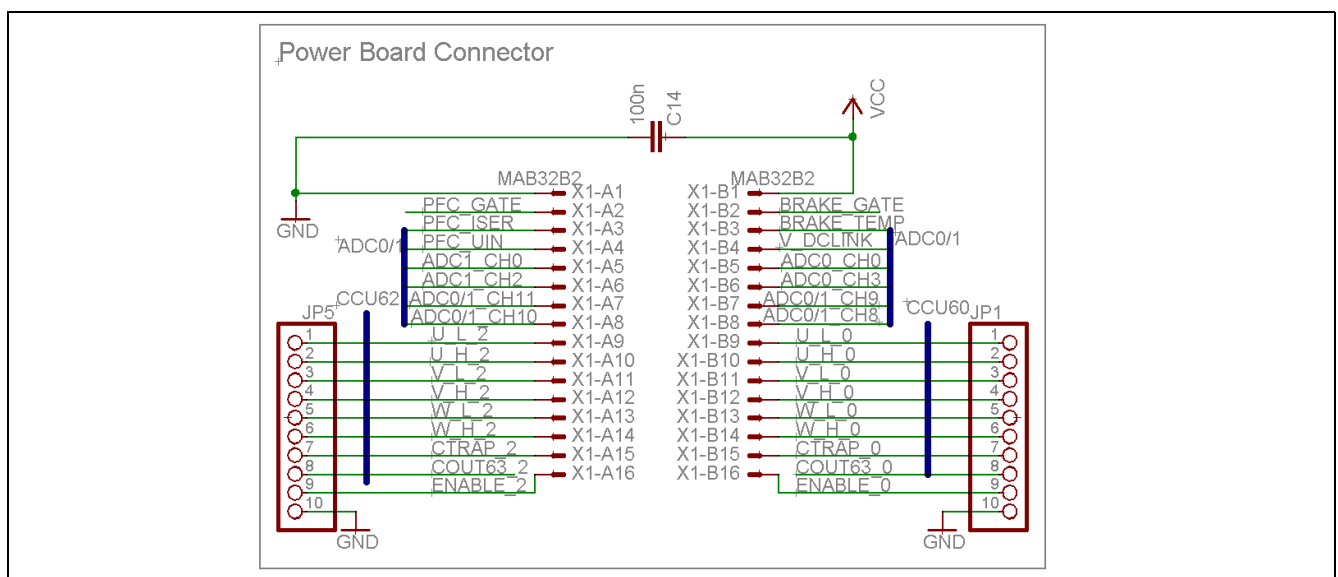 Power Board Connector
100n
C14
VCC
MAB32B2
MAB32B2
X1-A1
X1-B1
PFC_GATE
X1-A2
X1-B2
BRAKE_GATE
GND
PFC_ISER
X1-A3
X1-B3
BRAKE_TEMP
ADC0/1
PFC_UIN
X1-A4
X1-B4
V_DCLINK
ADC0/1
ADC1_CH0
X1-A5
X1-B5
ADC0_CH0
ADC1_CH2
X1-A6
X1-B6
ADC0_CH3
CCU62
ADC0/1_CH11
X1-A7
X1-B7
ADC0/1_CH9
CCU60
JP5
ADC0/1_CH10
X1-A8
X1-B8
ADC0/1_CH8
JP1
1
U_L_2
X1-A9
X1-B9
U_L_0
1
2
U_H_2
X1-A10
X1-B10
U_H_0
2
3
V_L_2
X1-A11
X1-B11
V_L_0
3
4
V_H_2
X1-A12
X1-B12
V_H_0
4
5
W_L_2
X1-A13
X1-B13
W_L_0
5
6
W_H_2
X1-A14
X1-B14
W_H_0
6
7
CTRAP_2
X1-A15
X1-B15
CTRAP_0
7
8
COUT63_2
X1-A16
X1-B16
COUT63_0
8
9
ENABLE_2
ENABLE_0
9
10
10
GND
GND